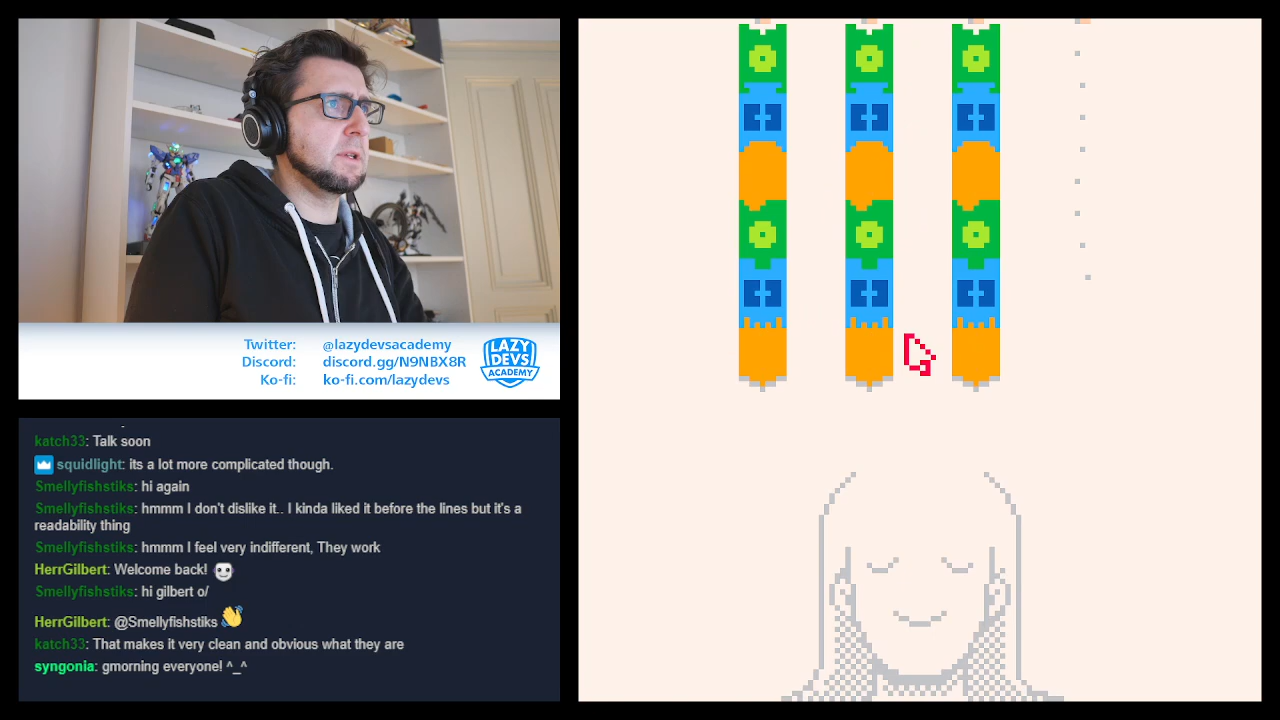 Twitter: @lazydevsacademy
Discord: discord.gg/N9NBX8R
Ko-fi: ko-fi.com/lazydevs
LAZY
DEVS
ACADEMY
katch33: Talk soon
squidlight: its a lot more complicated though.
Smellyfishstiks: hi again
Smellyfishstiks: hmmm I don't dislike it.. I kinda liked it before the lines but it's a
readability thing
Smellyfishstiks: hmmm I feel very indifferent, They work
HerrGilbert: Welcome back!
Smellyfishstiks: hi gilbert o/
HerrGilbert: @Smellyfishstiks
katch33: That makes it very clean and obvious what they are
syngonia: gmorning everyone! ^_^